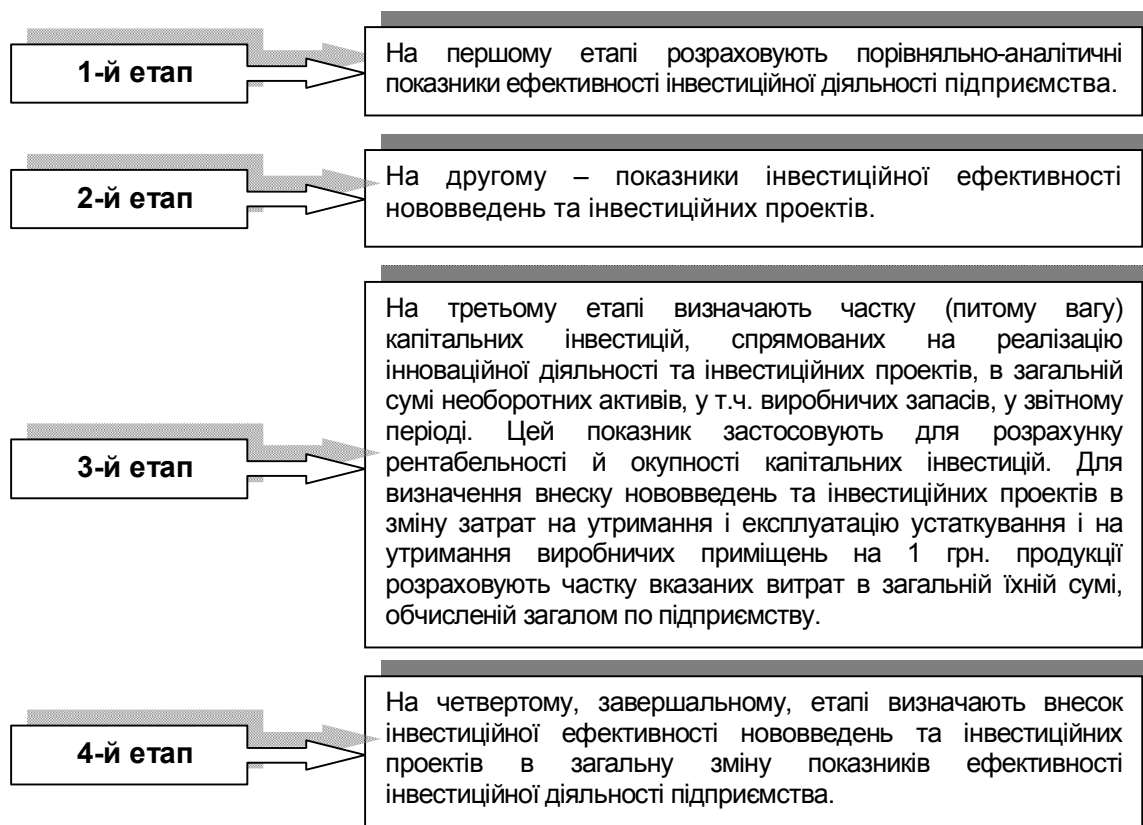 1-й етап
На першому етапі розраховують порівняльно-аналітичні
показники ефективності інвестиційної діяльності підприємства.
2-й етап
На другому – показники інвестиційної ефективності
нововведень та інвестиційних проектів.
3-й етап
На третьому етапі визначають частку (питому вагу)
капітальних інвестицій, спрямованих на реалізацію
інноваційної діяльності та інвестиційних проектів, в загальній
сумі необоротних активів, у т.ч. виробничих запасів, у звітному
періоді. Цей показник застосовують для розрахунку
рентабельності й окупності капітальних інвестицій. Для
визначення внеску нововведень та інвестиційних проектів в
зміну затрат на утримання і експлуатацію устаткування і на
утримання виробничих приміщень на 1 грн. продукції
розраховують частку вказаних витрат в загальній їхній сумі,
обчисленій загалом по підприємству.
4-й етап
На четвертому, завершальному, етапі визначають внесок
інвестиційної ефективності нововведень та інвестиційних
проектів в загальну зміну показників ефективності
інвестиційної діяльності підприємства.